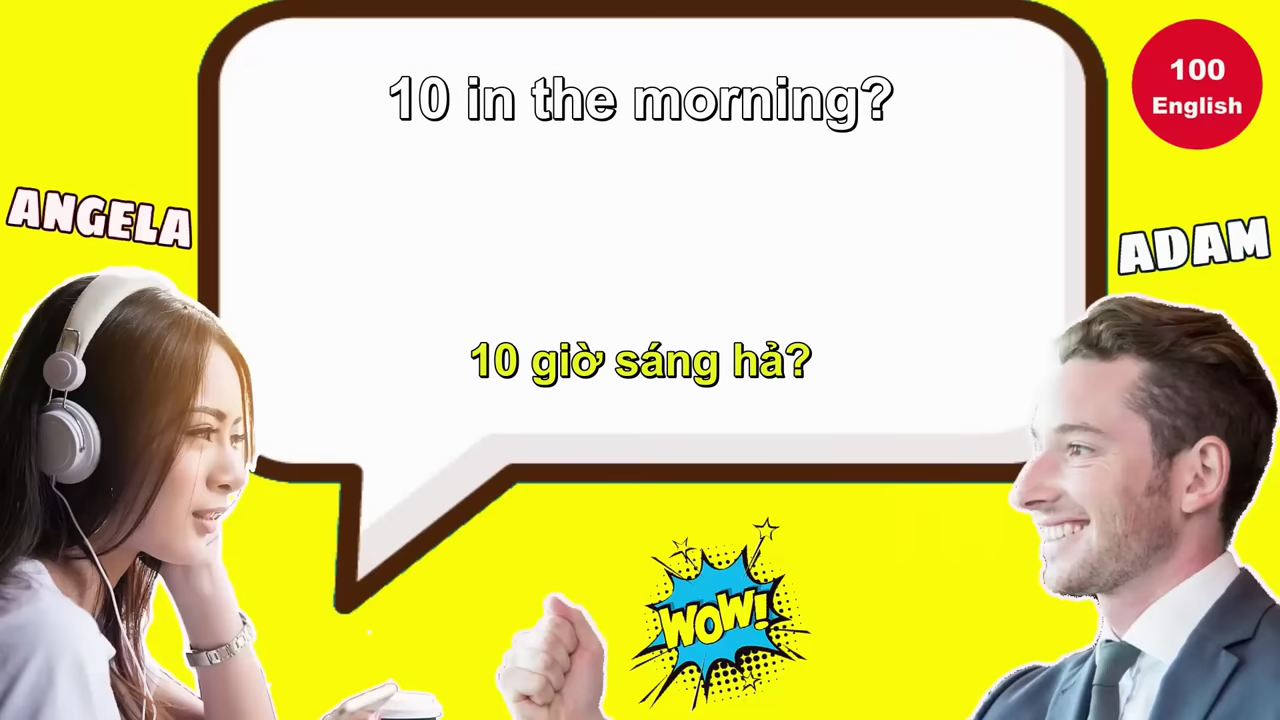 10 in the morning?
100
English
ANGELA
ADAM
10 giờ sáng hả?
WOW!